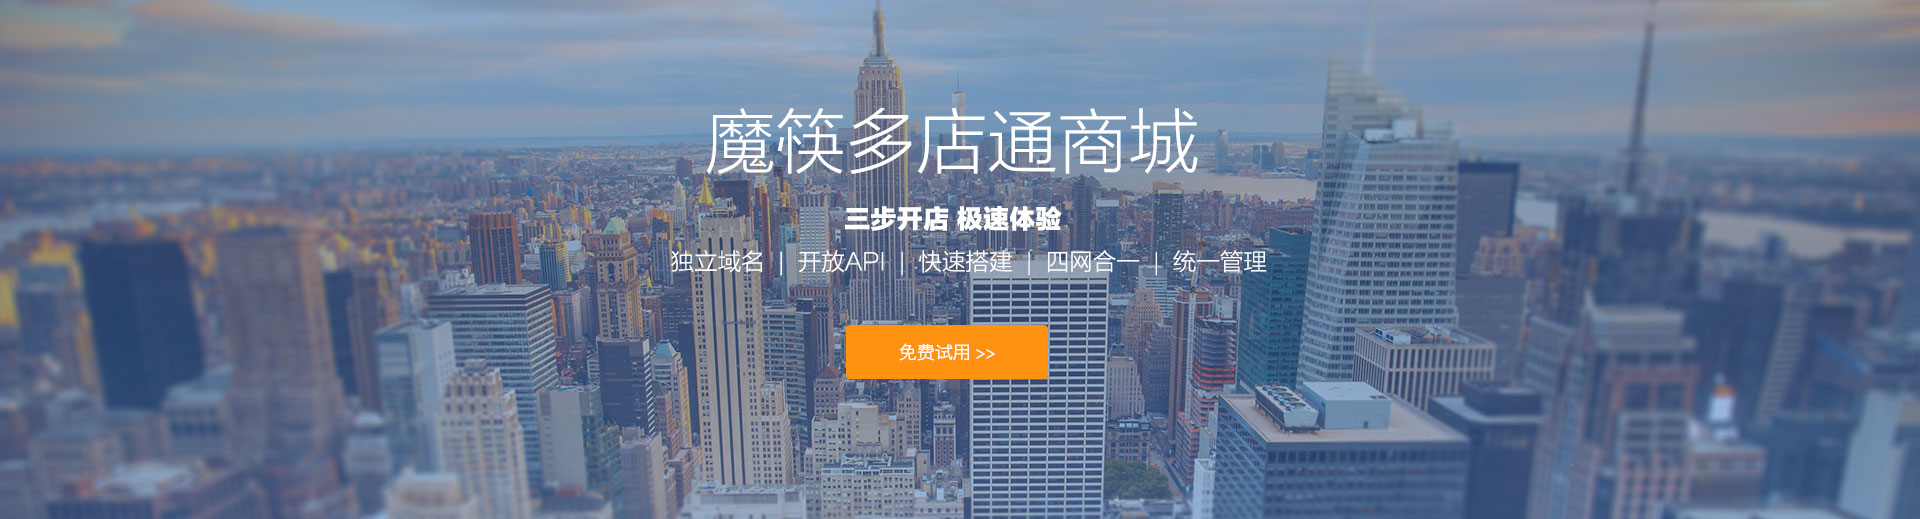 魔筷多店通商城
三步开店 极速体验
独立域名 | 开放API | 快速搭建 | 四网合一 | 统一管理
免费试用 >>